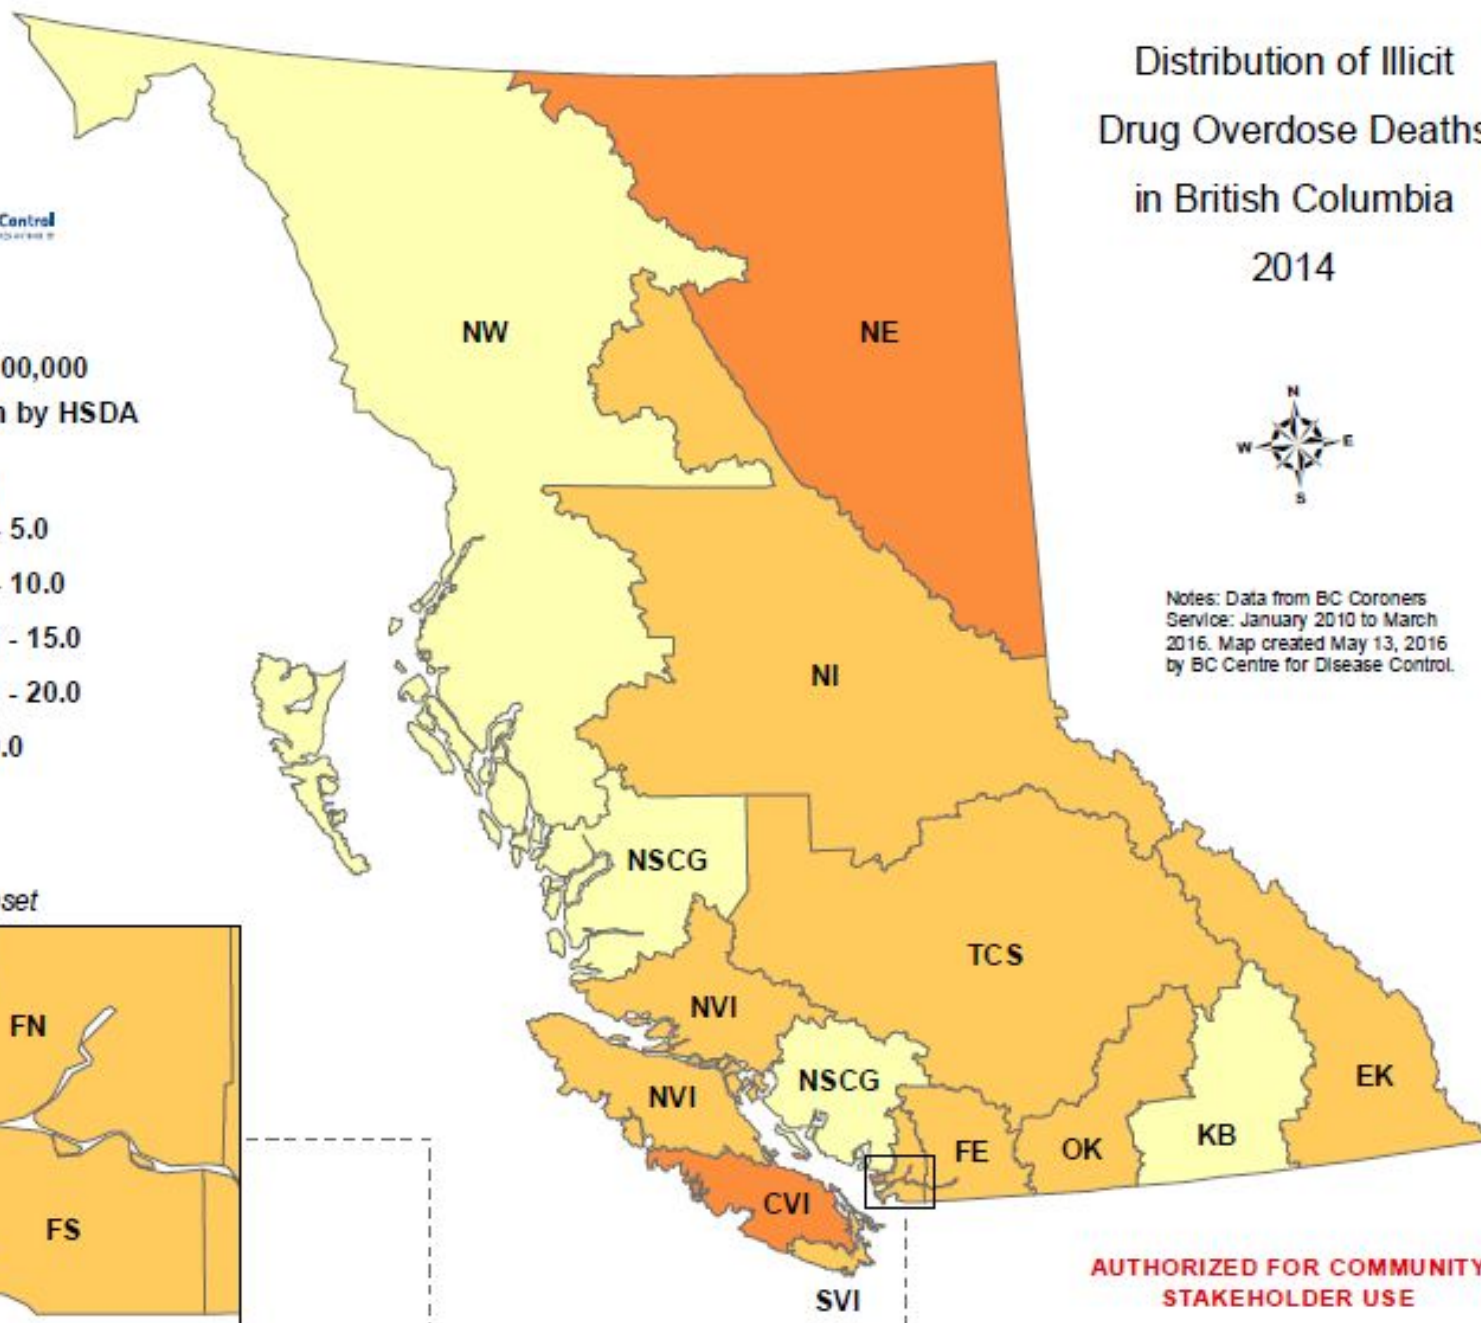 Distribution of Illicit
Drug Overdose Deaths
in British Columbia
2014
Control
00,000
by HSDA
5.0
10.0
- 15.0
- 20.0
.0
NW
NE
N
W
E
S
Notes: Data from BC Coroners
Service: January 2010 to March
2016. Map created May 13, 2016
by BC Centre for Disease Control.
NI
NSCG
set
TCS
FN
NVI
NSCG
EK
NVI
KB
FE
OK
CVI
FS
AUTHORIZED FOR COMMUNITY
STAKEHOLDER USE
SVI